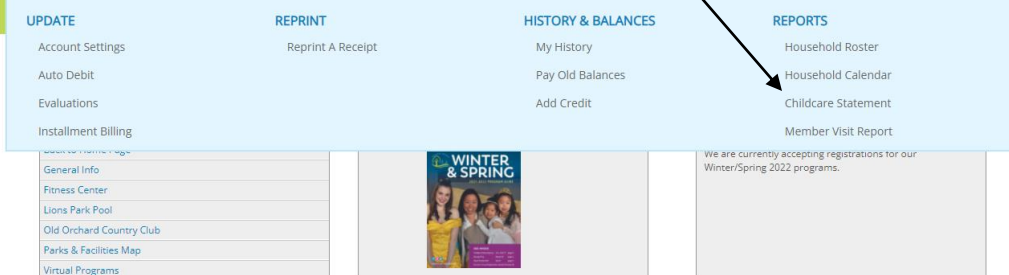 UPDATE
Account Settings
Auto Debit
Evaluations
Installment Billing
REPRINT
Reprint A Receipt
HISTORY & BALANCES
My History
Pay Old Balances
Add Credit
REPORTS
Household Roster
Household Calendar
Childcare Statement
Member Visit Report
Back to Home Page
General Info
Fitness Center
Lions Park Pool
Old Orchard Country Club
Parks & Facilities Map
Virtual Programs
WINTER
& SPRING
We are currently accepting registrations for our
Winter/Spring 2022 programs.